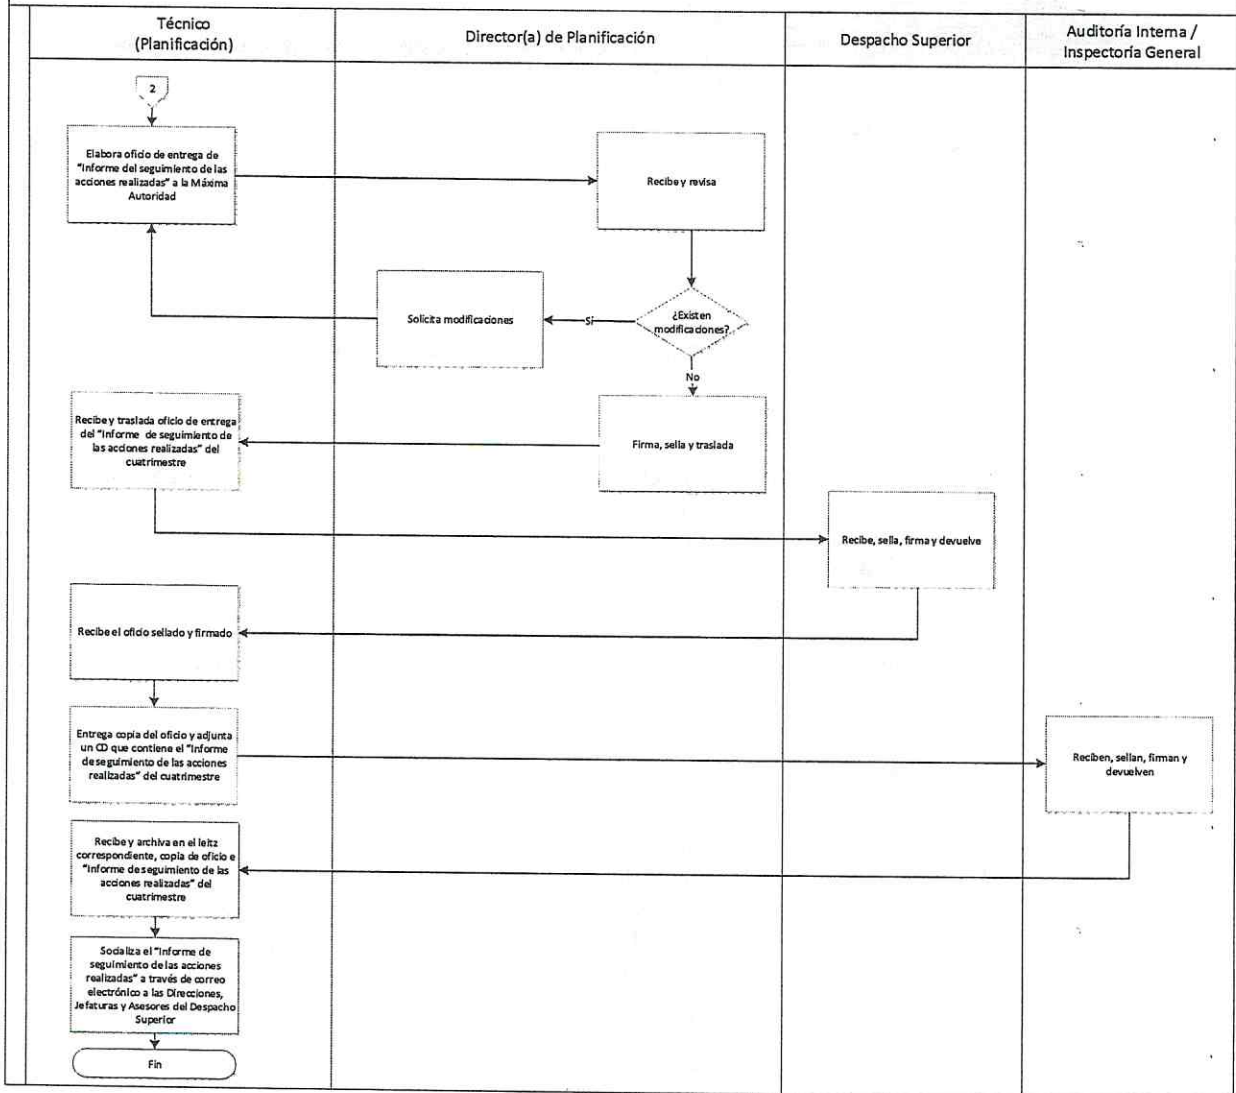 Técnico
(Planificación)
Director(a) de Planificación
Despacho Superior
Auditoría Interna /
Inspectoría General
2
Elabora oficio de entrega de
"Informe del seguimiento de las
acciones realizadas" a la Máxima
Autoridad
Recibe y revisa
Solicita modificaciones
Si
¿Existen
modificaciones?
No
Recibe y traslada oficio de entrega
del "Informe de seguimiento de
las acciones realizadas" del
cuatrimestre
Firma, sella y traslada
Recibe, sella, firma y devuelve
Recibe el oficio sellado y firmado
Entrega copia del oficio y adjunta
un CD que contiene el "Informe
de seguimiento de las acciones
realizadas" del cuatrimestre
Reciben, sellan, firman y
devuelven
Recibe y archiva en el leitz
correspondiente, copia de oficio e
"Informe de seguimiento de las
acciones realizadas" del
cuatrimestre
Socializa el "Informe de
seguimiento de las acciones
realizadas" a través de correo
electrónico a las Direcciones,
Jefaturas y Asesores del Despacho
Superior
Fin